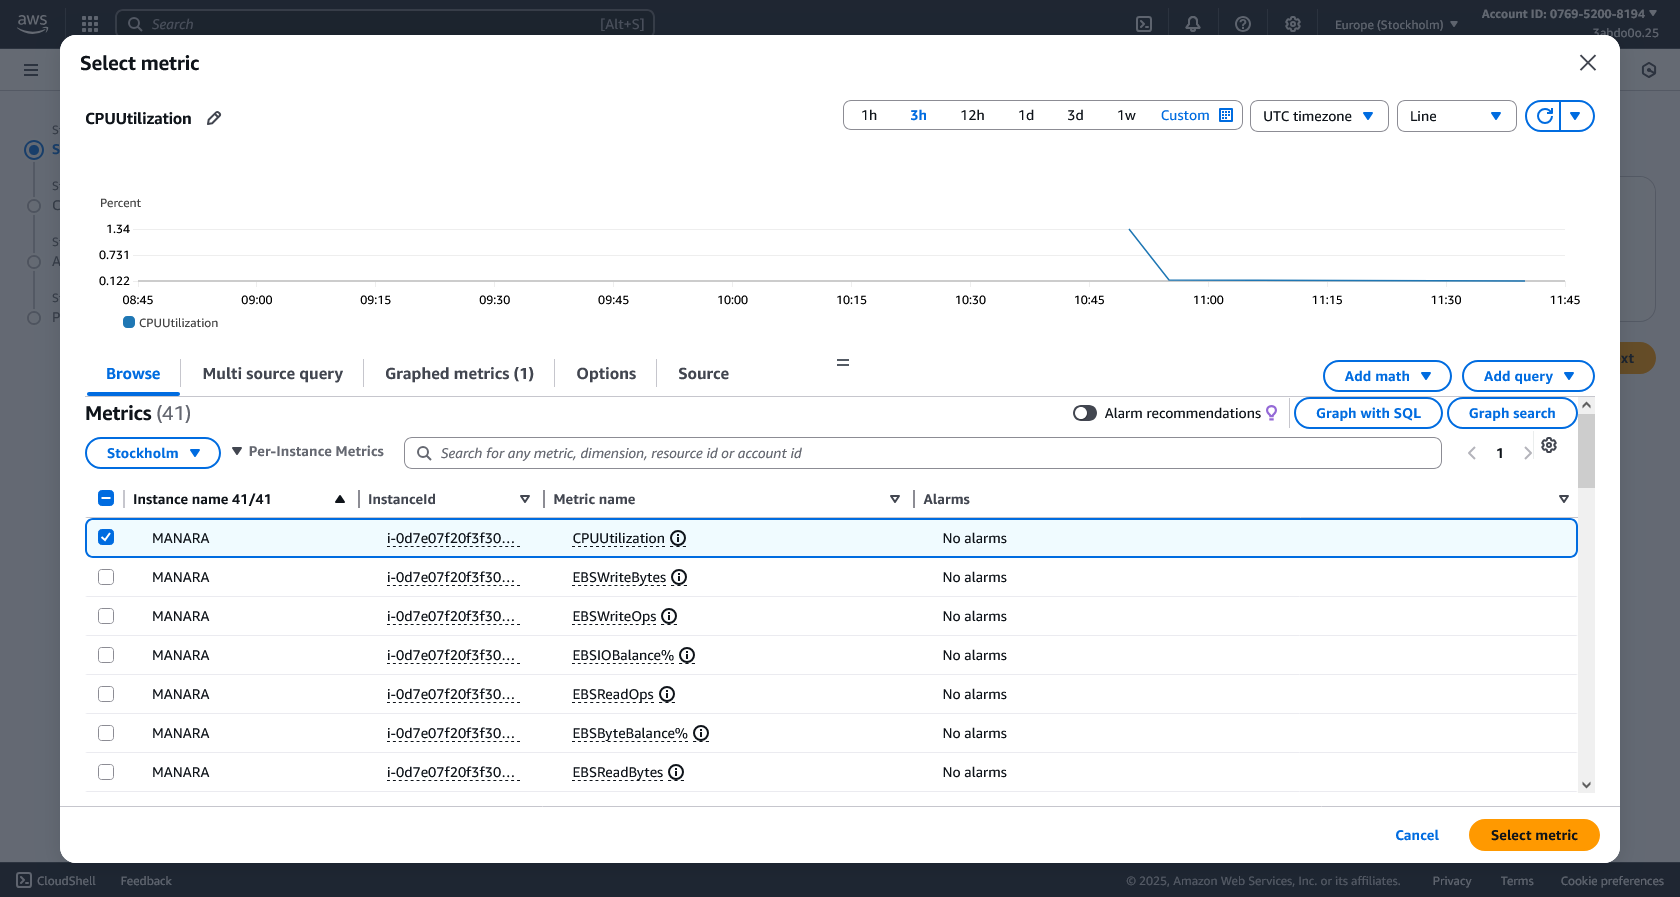 aws
Search
[Alt+S]
Europe (Stockholm)
Account ID: 0769-5200-8194
3abdo0o.25
Select metric
CPUUtilization
1h 3h 12h 1d 3d 1w Custom
UTC timezone
Line
Percent
1.34
0.731
0.122
08:45 09:00 09:15 09:30 09:45 10:00 10:15 10:30 10:45 11:00 11:15 11:30 11:45
CPUUtilization
Browse Multi source query Graphed metrics (1) Options Source
Add math Add query
Metrics (41)
Alarm recommendations
Graph with SQL Graph search
Stockholm Per-Instance Metrics
Search for any metric, dimension, resource id or account id
1
Instance name 41/41 InstanceId Metric name Alarms
MANARA i-0d7e07f20f3f30... CPUUtilization No alarms
MANARA i-0d7e07f20f3f30... EBSWriteBytes No alarms
MANARA i-0d7e07f20f3f30... EBSWriteOps No alarms
MANARA i-0d7e07f20f3f30... EBSIOBalance% No alarms
MANARA i-0d7e07f20f3f30... EBSReadOps No alarms
MANARA i-0d7e07f20f3f30... EBSByteBalance% No alarms
MANARA i-0d7e07f20f3f30... EBSReadBytes No alarms
Cancel Select metric
CloudShell Feedback
© 2025, Amazon Web Services, Inc. or its affiliates. Privacy Terms Cookie preferences